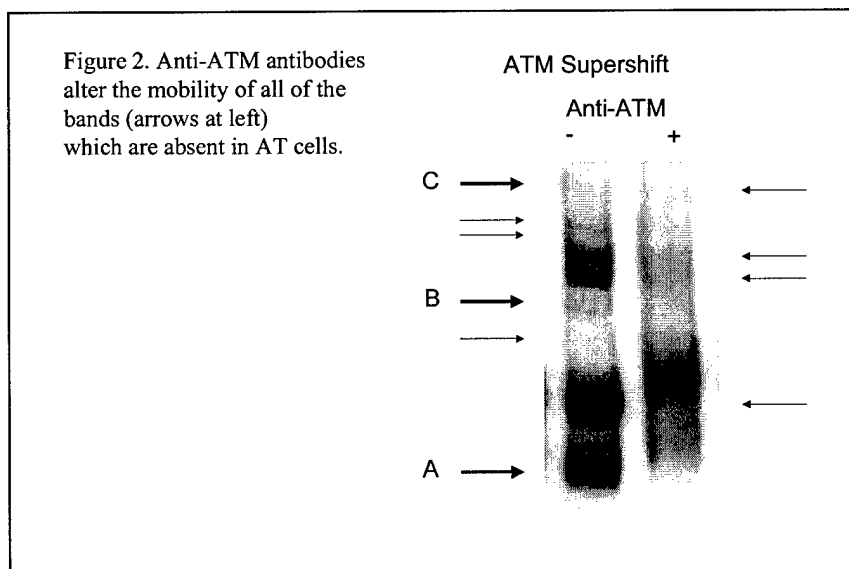 Figure 2. Anti-ATM antibodies
alter the mobility of all of the
bands (arrows at left)
which are absent in AT cells.
ATM Supershift
Anti-ATM
- +
C
B
A